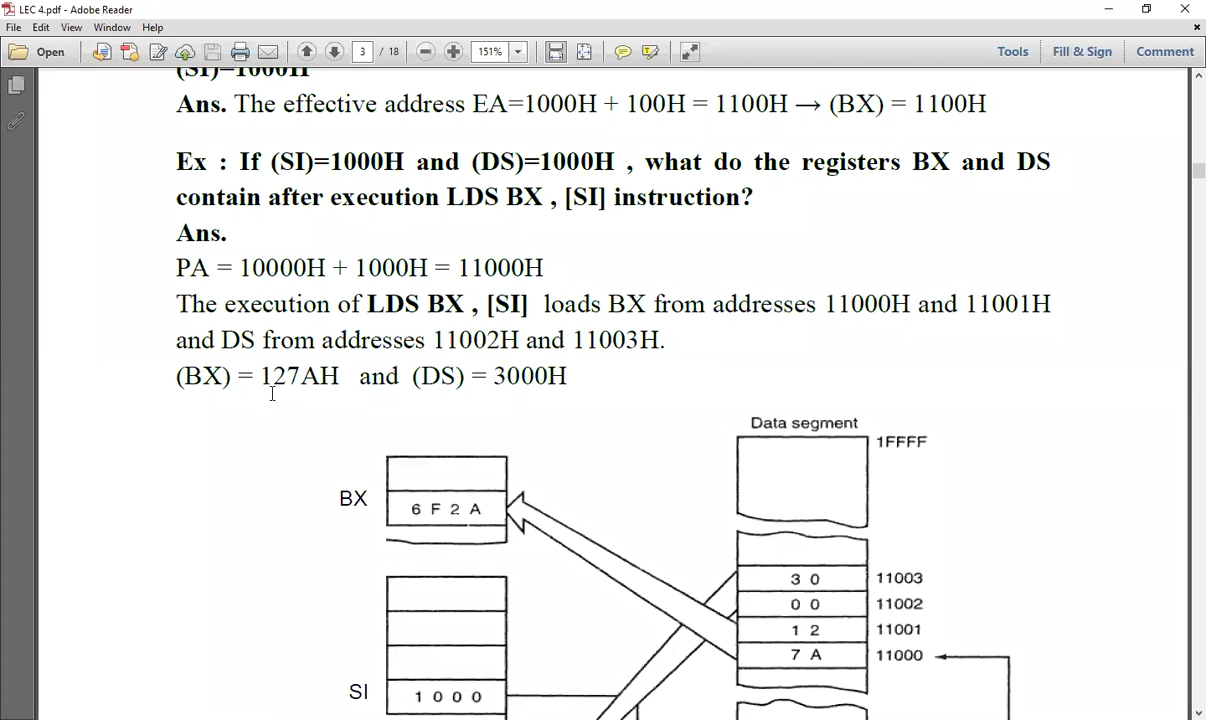 LEC 4.pdf - Adobe Reader
File Edit View Window Help
Open 3 / 18 151% Tools Fill & Sign Comment
(SI)=1000H
Ans. The effective address EA=1000H + 100H = 1100H → (BX) = 1100H
Ex : If (SI)=1000H and (DS)=1000H , what do the registers BX and DS
contain after execution LDS BX , [SI] instruction?
Ans.
PA = 10000H + 1000H = 11000H
The execution of LDS BX , [SI] loads BX from addresses 11000H and 11001H
and DS from addresses 11002H and 11003H.
(BX) = 127AH and (DS) = 3000H
Data segment
1FFFF
BX 6 F 2 A
3 0 11003
0 0 11002
1 2 11001
7 A 11000
SI 1 0 0 0